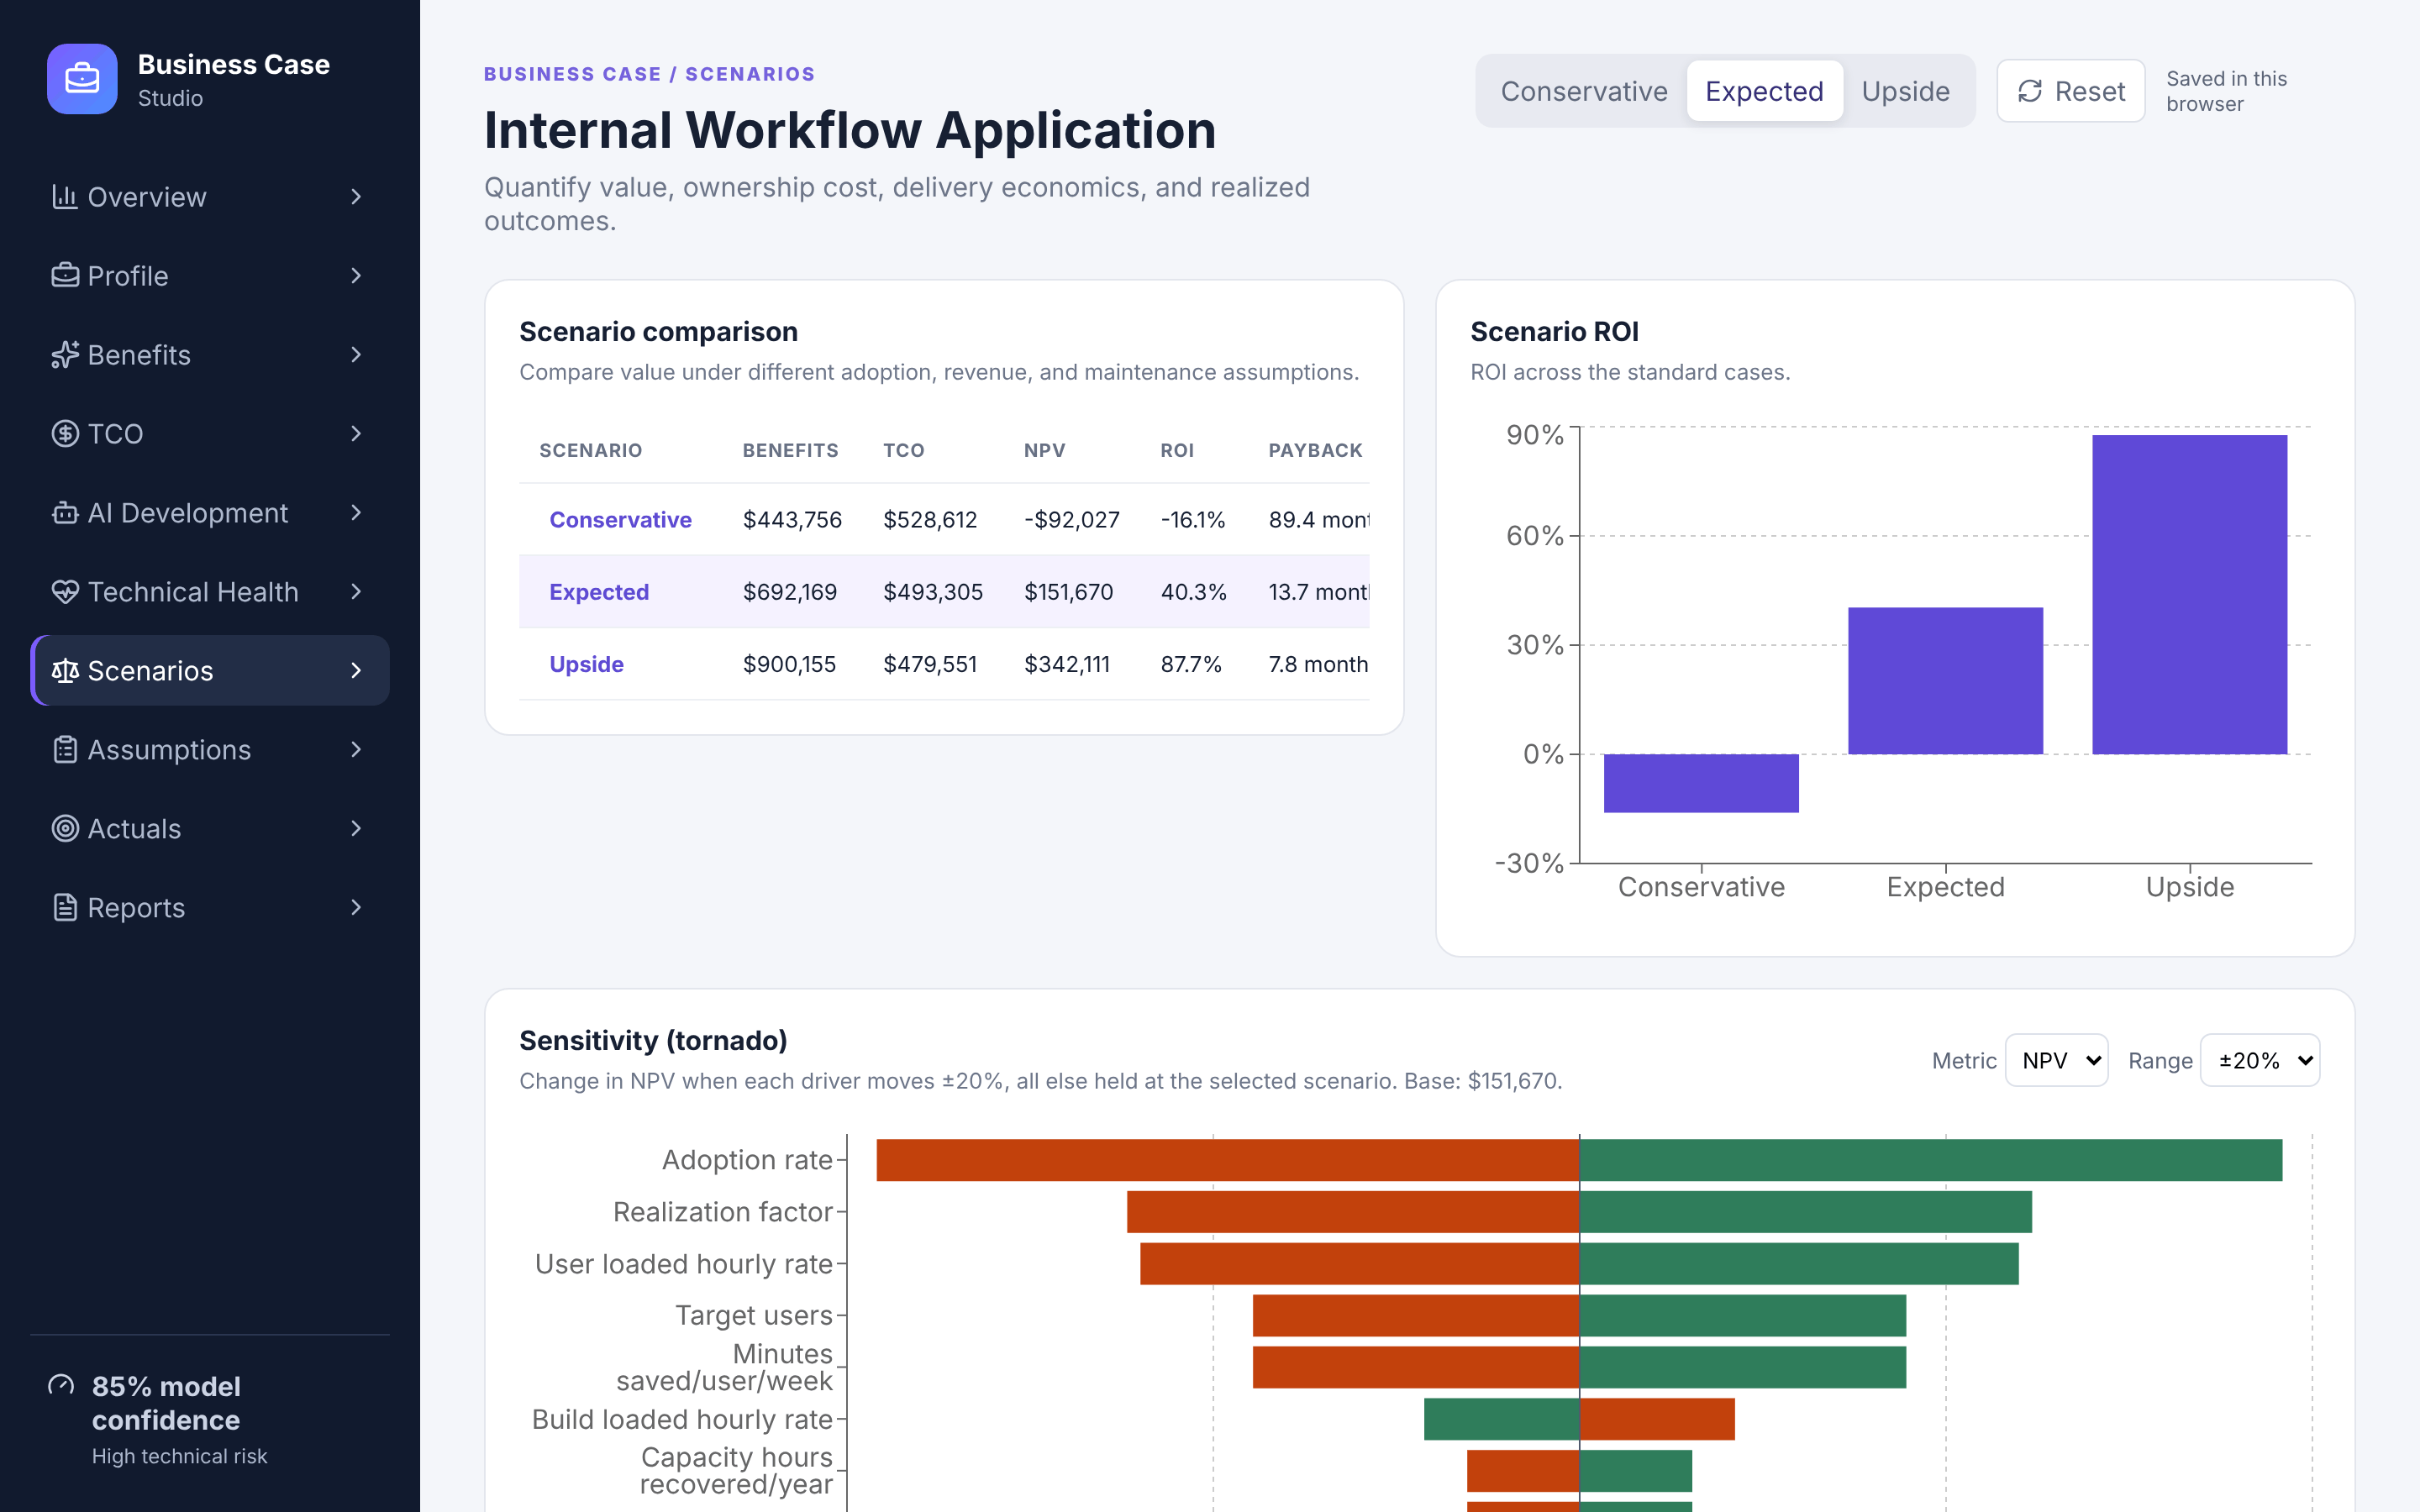 Business Case
Studio
Overview
Profile
Benefits
TCO
AI Development
Technical Health
Scenarios
Assumptions
Actuals
Reports
85% model
confidence
High technical risk
BUSINESS CASE / SCENARIOS
Internal Workflow Application
Quantify value, ownership cost, delivery economics, and realized
outcomes.
Conservative Expected Upside
Reset
Saved in this
browser
Scenario comparison
Compare value under different adoption, revenue, and maintenance assumptions.
SCENARIO BENEFITS TCO NPV ROI PAYBACK
Conservative $443,756 $528,612 -$92,027 -16.1% 89.4 mont
Expected $692,169 $493,305 $151,670 40.3% 13.7 month
Upside $900,155 $479,551 $342,111 87.7% 7.8 month
Scenario ROI
ROI across the standard cases.
90%
60%
30%
0%
-30%
Conservative Expected Upside
Sensitivity (tornado)
Change in NPV when each driver moves ±20%, all else held at the selected scenario. Base: $151,670.
Metric NPV Range ±20%
Adoption rate
Realization factor
User loaded hourly rate
Target users
Minutes
saved/user/week
Build loaded hourly rate
Capacity hours
recovered/year